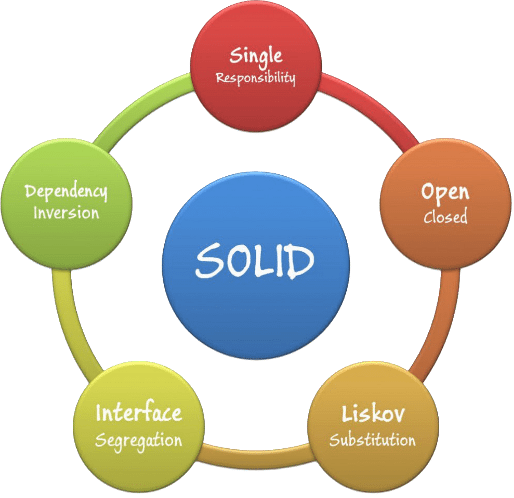 Single
Responsibility
Open
Closed
Liskov
Substitution
Interface
Segregation
Dependency
Inversion
SOLID